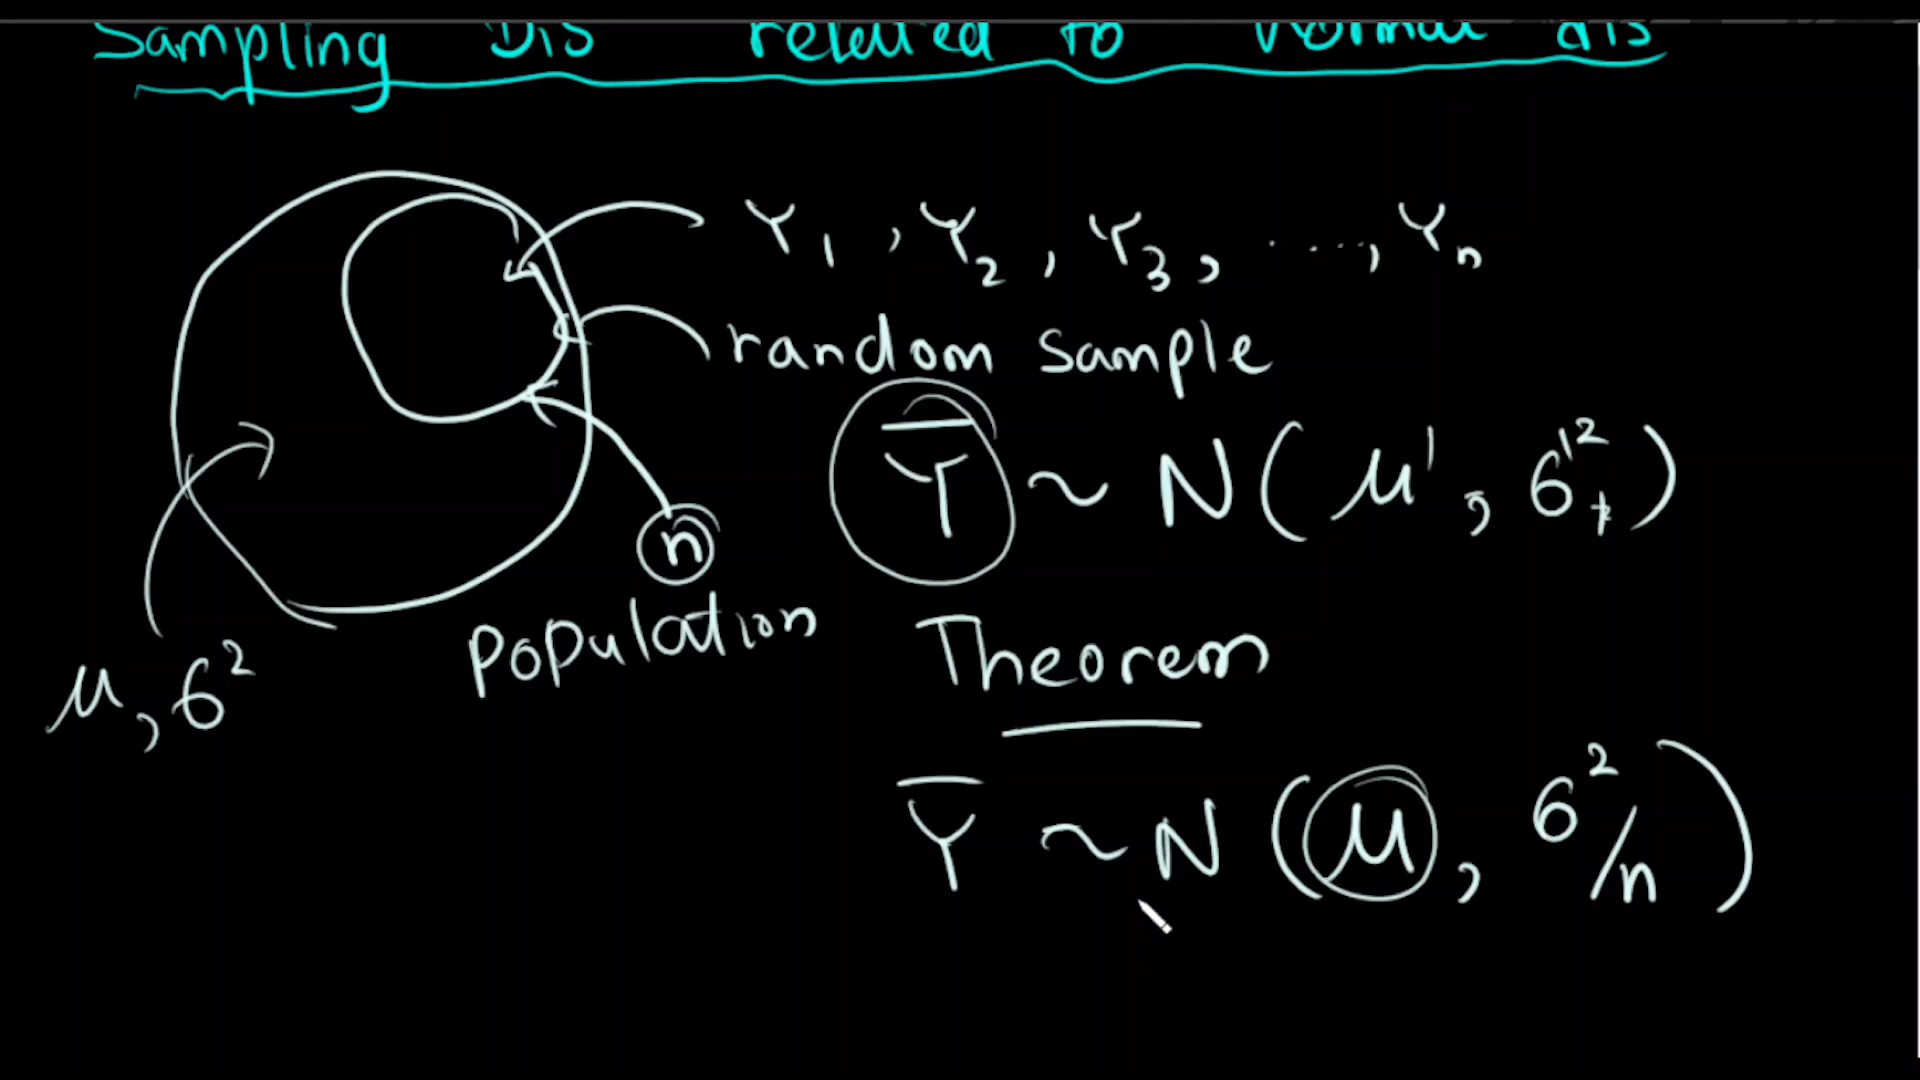 Sampling Dis related to Normal dis
Y₁, Y₂, Y₃, ...., Yₙ
random sample
Y̅ ~ N(μ', σ'²)
n
population
μ, σ²
Theorem
Y̅ ~ N(μ, σ²/n)